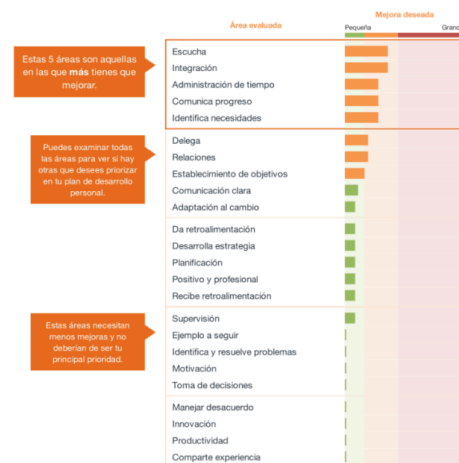 Mejora deseada
Área evaluada
Pequeña
Estas 5 áreas son aquellas
en las que más tienes que
mejorar.
Escucha
Integración
Administración de tiempo
Comunica progreso
Identifica necesidades
Puedes examinar todas
las áreas para ver si hay
otras que desees priorizar
en tu plan de desarrollo
personal.
Delega
Relaciones
Establecimiento de objetivos
Comunicación clara
Adaptación al cambio
Da retroalimentación
Desarrolla estrategia
Planificación
Positivo y profesional
Recibe retroalimentación
Estas áreas necesitan
menos mejoras y no
deberían de ser tu
principal prioridad.
Supervisión
Ejemplo a seguir
Identifica y resuelve problemas
Motivación
Toma de decisiones
Manejar desacuerdo
Innovación
Productividad
Comparte experiencia